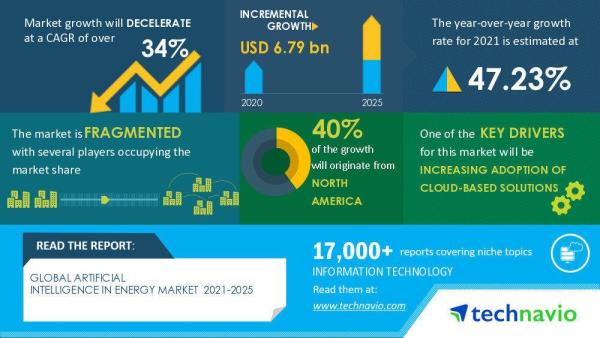 Market growth will DECELERATE
at a CAGR of over
34%
INCREMENTAL
GROWTH
USD 6.79 bn
2020
2025
The year-over-year growth
rate for 2021 is estimated at
47.23%
The market is FRAGMENTED
with several players occupying the
market share
40%
of the growth
will originate from
NORTH
AMERICA
One of the KEY DRIVERS
for this market will be
INCREASING ADOPTION OF
CLOUD-BASED SOLUTIONS
READ THE REPORT:
GLOBAL ARTIFICIAL
INTELLIGENCE IN ENERGY MARKET 2021-2025
17,000+ reports covering niche topics
INFORMATION TECHNOLOGY
Read them at:
www.technavio.com
technavio